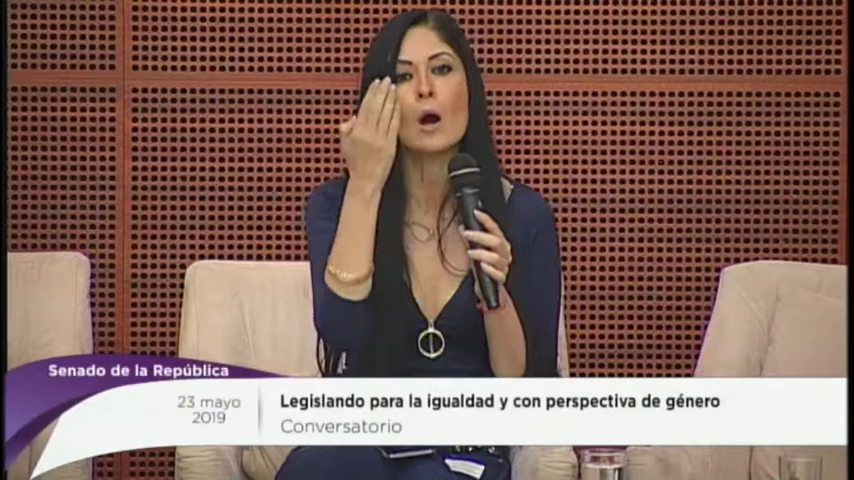 Senado de la República
23 mayo
2019
Legislando para la igualdad y con perspectiva de género
Conversatorio